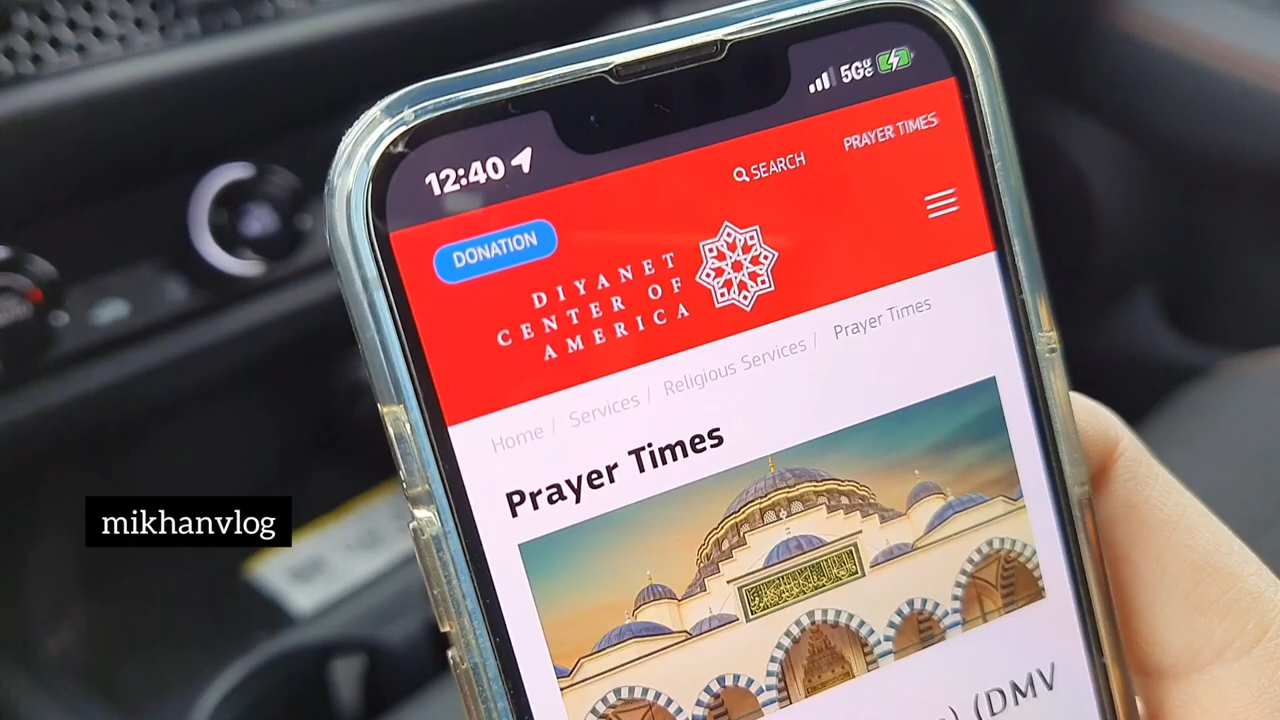 12:40
5G
SEARCH
PRAYER TIMES
DONATION
DIYANET
CENTER OF
AMERICA
Home / Services / Religious Services / Prayer Times
Prayer Times
) (DMV
mikhanvlog